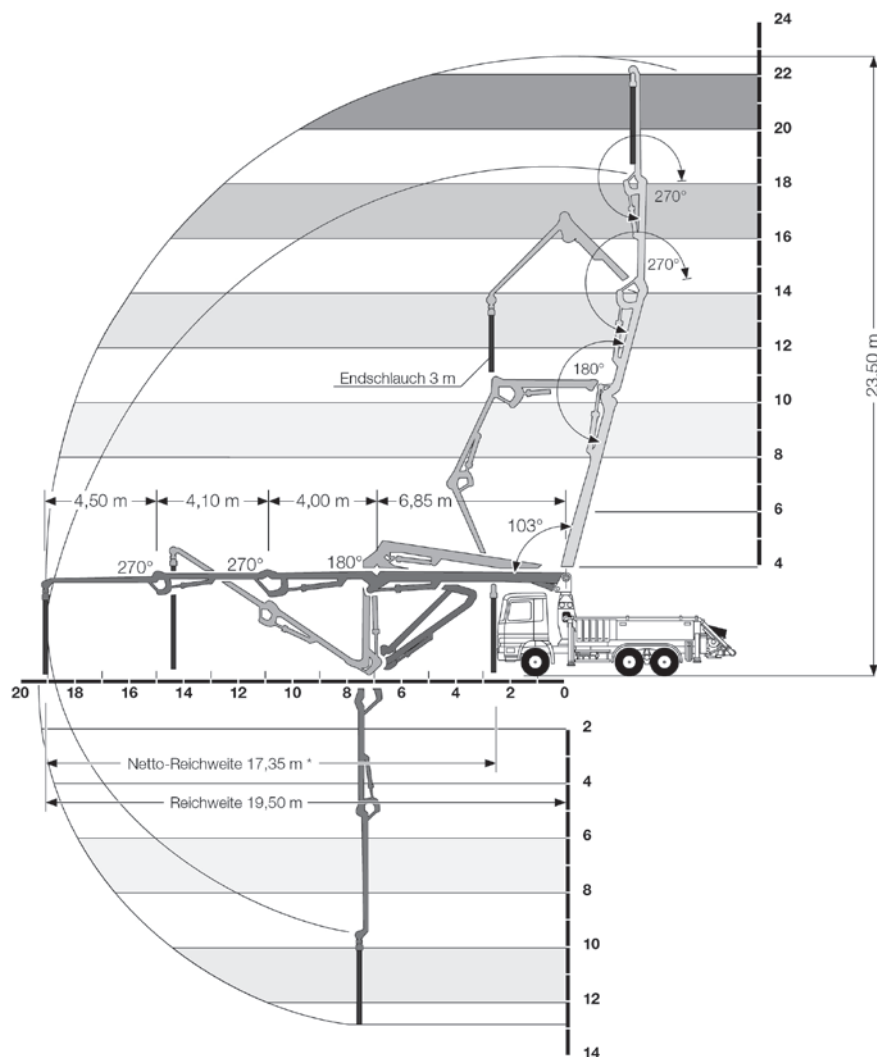 24
22
20
18
270°
16
270°
14
12
Endschlauch 3 m
180°
10
8
23.50 m
4,50 m
4,10 m
4,00 m
6,85 m
6
103°
4
270°
270°
180°
20 18 16 14 12 10 8 6 4 2 0
2
Netto-Reichweite 17,35 m *
4
Reichweite 19,50 m
6
8
10
12
14